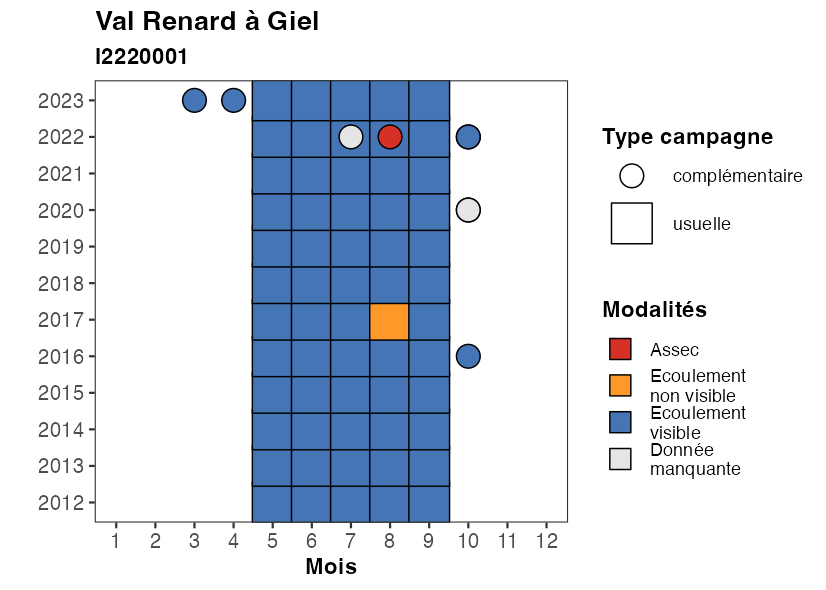 Val Renard à Giel
I2220001
2023
2022
2021
2020
2019
2018
2017
2016
2015
2014
2013
2012
1 2 3 4 5 6 7 8 9 10 11 12
Mois
Type campagne
complémentaire
usuelle
Modalités
Assec
Ecoulement
non visible
Ecoulement
visible
Donnée
manquante